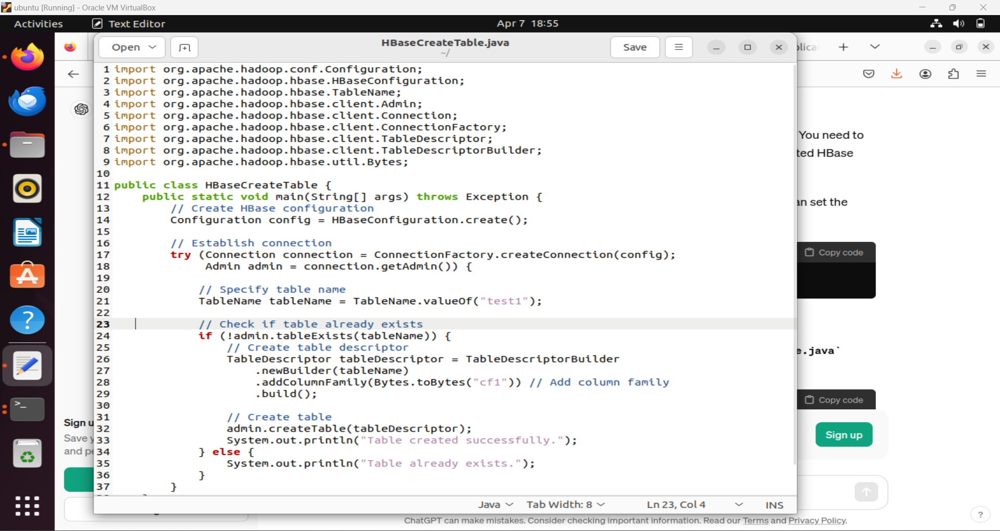 ubuntu [Running] - Oracle VM VirtualBox
Activities
Text Editor
Apr 7 18:55
Open
HBaseCreateTable.java
~/
Save
1 import org.apache.hadoop.conf.Configuration;
2 import org.apache.hadoop.hbase.HBaseConfiguration;
3 import org.apache.hadoop.hbase.TableName;
4 import org.apache.hadoop.hbase.client.Admin;
5 import org.apache.hadoop.hbase.client.Connection;
6 import org.apache.hadoop.hbase.client.ConnectionFactory;
7 import org.apache.hadoop.hbase.client.TableDescriptor;
8 import org.apache.hadoop.hbase.client.TableDescriptorBuilder;
9 import org.apache.hadoop.hbase.util.Bytes;
10
11 public class HBaseCreateTable {
12     public static void main(String[] args) throws Exception {
13         // Create HBase configuration
14         Configuration config = HBaseConfiguration.create();
15
16         // Establish connection
17         try (Connection connection = ConnectionFactory.createConnection(config);
18              Admin admin = connection.getAdmin()) {
19
20             // Specify table name
21             TableName tableName = TableName.valueOf("test1");
22
23             // Check if table already exists
24             if (!admin.tableExists(tableName)) {
25                 // Create table descriptor
26                 TableDescriptor tableDescriptor = TableDescriptorBuilder
27                     .newBuilder(tableName)
28                     .addColumnFamily(Bytes.toBytes("cf1")) // Add column family
29                     .build();
30
31                 // Create table
32                 admin.createTable(tableDescriptor);
33                 System.out.println("Table created successfully.");
34             } else {
35                 System.out.println("Table already exists.");
36             }
37         }
Java
Tab Width: 8
Ln 23, Col 4
INS
You need to
ted HBase
an set the
Copy code
e.java`
Copy code
Sign u
Save y
and pe
Sign up
ChatGPT can make mistakes. Consider checking important information. Read our Terms and Privacy Policy.
?